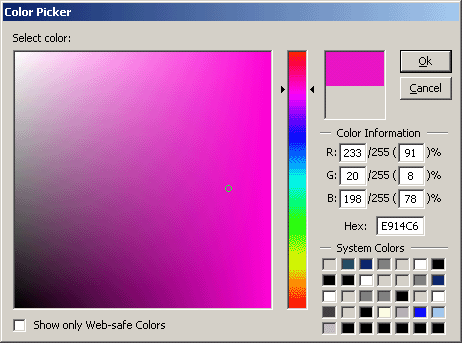 Color Picker
Select color:
Ok
Cancel
Color Information
R: 233 /255 ( 91 )%
G: 20 /255 ( 8 )%
B: 198 /255 ( 78 )%
Hex: E914C6
System Colors
Show only Web-safe Colors